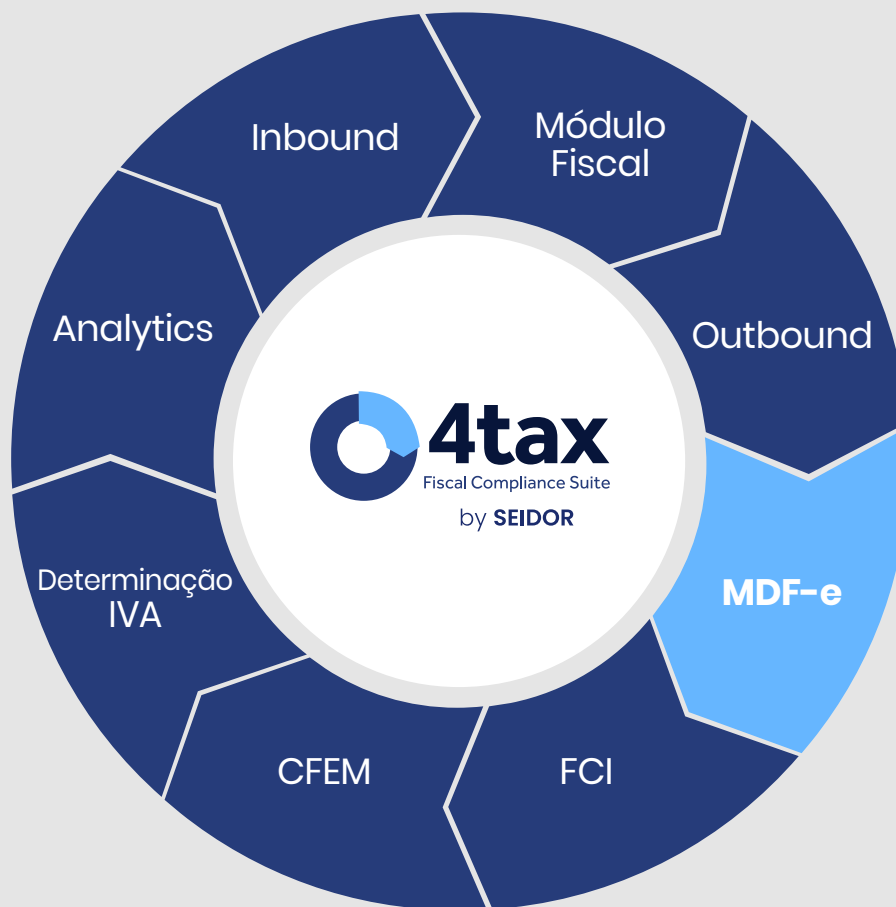 Inbound
Módulo
Fiscal
Outbound
MDF-e
FCI
CFEM
Determinação
IVA
Analytics
4tax
Fiscal Compliance Suite
by SEIDOR